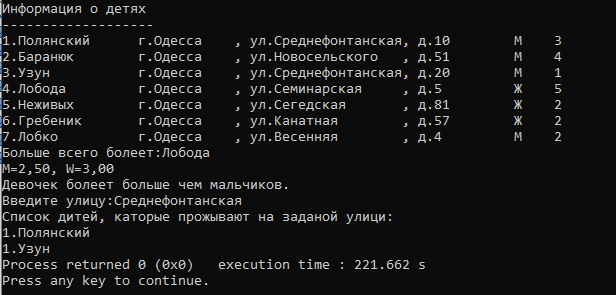 Информация о детях
-------------------
1.Полянский г.Одесса , ул.Среднефонтанская, д.10 М 3
2.Баранюк г.Одесса , ул.Новосельского , д.51 М 4
3.Узун г.Одесса , ул.Среднефонтанская, д.20 М 1
4.Лобода г.Одесса , ул.Семинарская , д.5 Ж 5
5.Неживых г.Одесса , ул.Сегедская , д.81 Ж 2
6.Гребеник г.Одесса , ул.Канатная , д.57 Ж 2
7.Лобко г.Одесса , ул.Весенняя , д.4 М 2
Больше всего болеет:Лобода
М=2,50, W=3,00
Девочек болеет больше чем мальчиков.
Введите улицу:Среднефонтанская
Список дитей, каторые прожывают на заданой улици:
1.Полянский
1.Узун
Process returned 0 (0x0) execution time : 221.662 s
Press any key to continue.